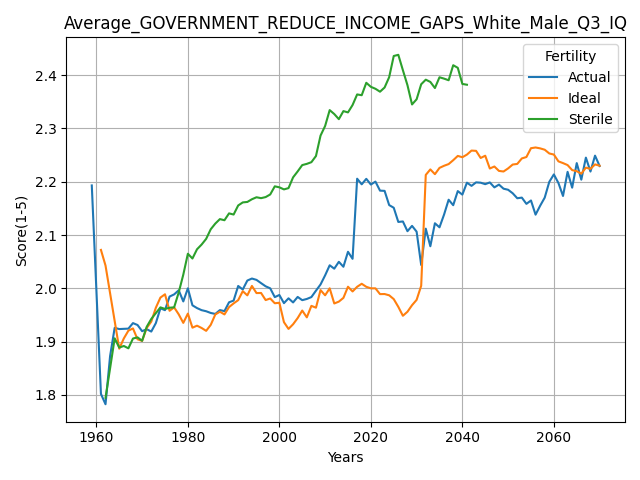 Average_GOVERNMENT_REDUCE_INCOME_GAPS_White_Male_Q3_IQ
Fertility
Actual
Ideal
Sterile
2.4
2.3
2.2
2.1
2.0
1.9
1.8
Score(1-5)
1960
1980
2000
2020
2040
2060
Years